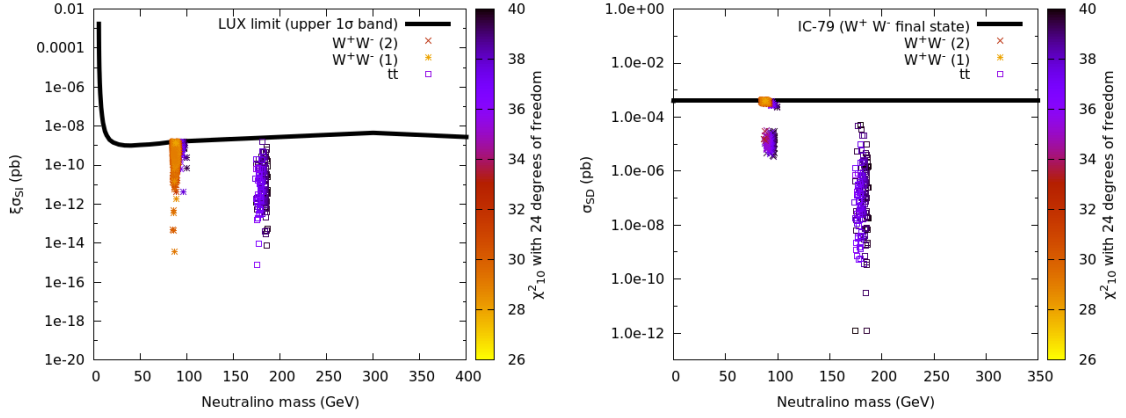 0.01
0.0001
1e-06
1e-08
1e-10
1e-12
1e-14
1e-16
1e-18
1e-20
0 50 100 150 200 250 300 350 400
Neutralino mass (GeV)
ξσSI (pb)
LUX limit (upper 1σ band)
W+W- (2)
W+W- (1)
tt
40
38
36
34
32
30
28
26
χ²10 with 24 degrees of freedom
1.0e+00
1.0e-02
1.0e-04
1.0e-06
1.0e-08
1.0e-10
1.0e-12
0 50 100 150 200 250 300 350
Neutralino mass (GeV)
σSD (pb)
IC-79 (W+ W- final state)
W+W- (2)
W+W- (1)
tt
40
38
36
34
32
30
28
26
χ²10 with 24 degrees of freedom